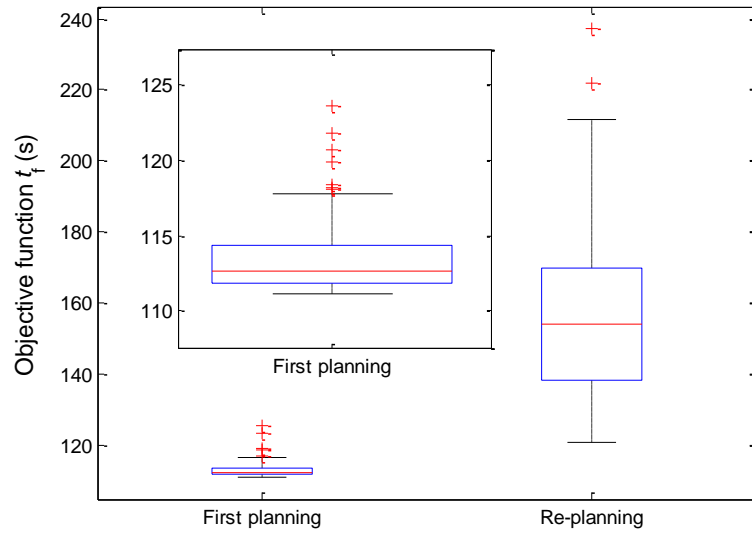 Objective function t_f (s)
240
220
200
180
160
140
120
125
120
115
110
First planning
First planning
Re-planning